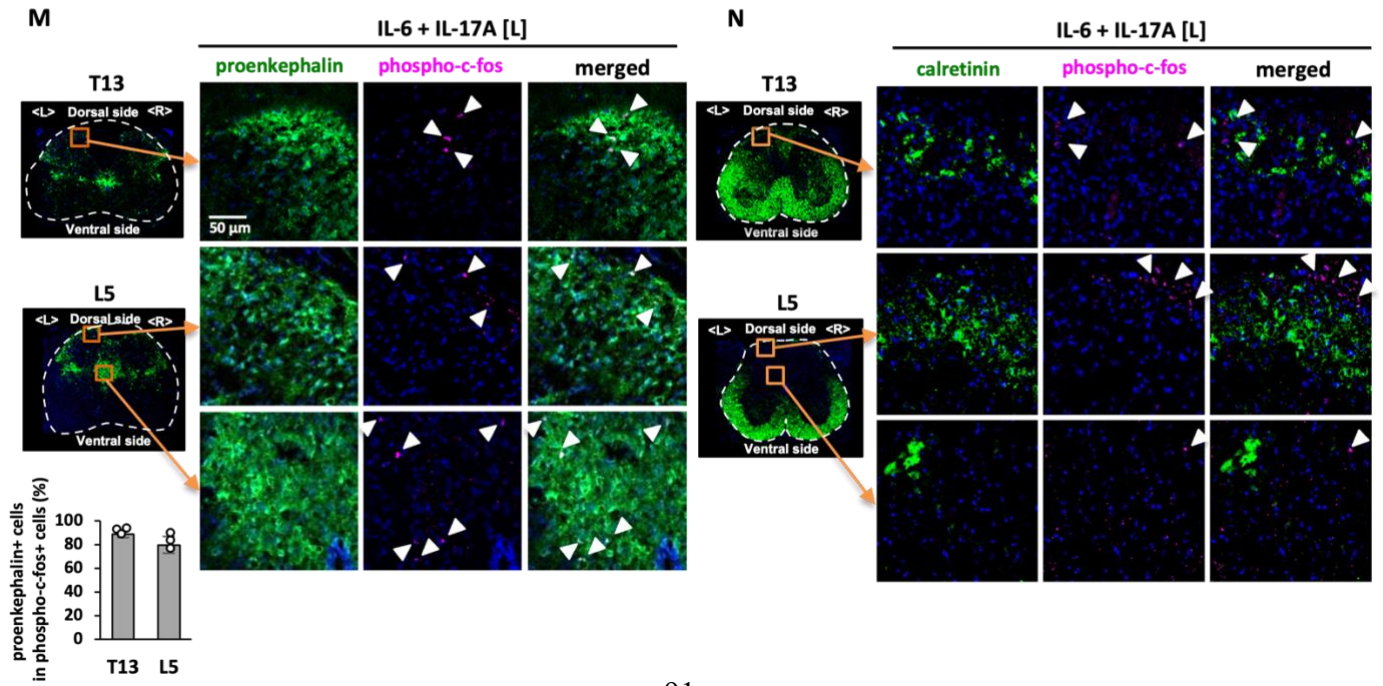 M
IL-6 + IL-17A [L]
proenkephalin phospho-c-fos merged
T13
<L> Dorsal side <R>
Ventral side
50 μm
L5
<L> Dorsal side <R>
Ventral side
proenkephalin+ cells
in phospho-c-fos+ cells (%)
100
80
60
40
20
0
T13 L5
N
IL-6 + IL-17A [L]
calretinin phospho-c-fos merged
T13
<L> Dorsal side <R>
Ventral side
L5
<L> Dorsal side <R>
Ventral side